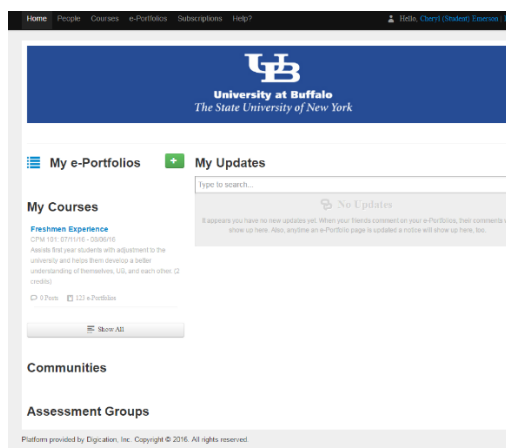 Home People Courses e-Portfolios Subscriptions Help? Hello, Cheryl (Student) Emerson |
UB
University at Buffalo
The State University of New York
My e-Portfolios +
My Updates
Type to search...
No Updates
It appears you have no new updates yet. When your friends comment on your e-Portfolios, their comments
show up here. Also, anytime an e-Portfolio page is updated a notice will show up here, too.
My Courses
Freshmen Experience
CPM 101: 07/11/16 -
Assists first year students with adjustment to the
university and helps them develop a better
understanding of themselves, US, and each other. (2
credits)
0 Posts 123 e-Portfolios
Show All
Communities
Assessment Groups
Platform provided by Digication, Inc. Copyright © 2016. All rights reserved.